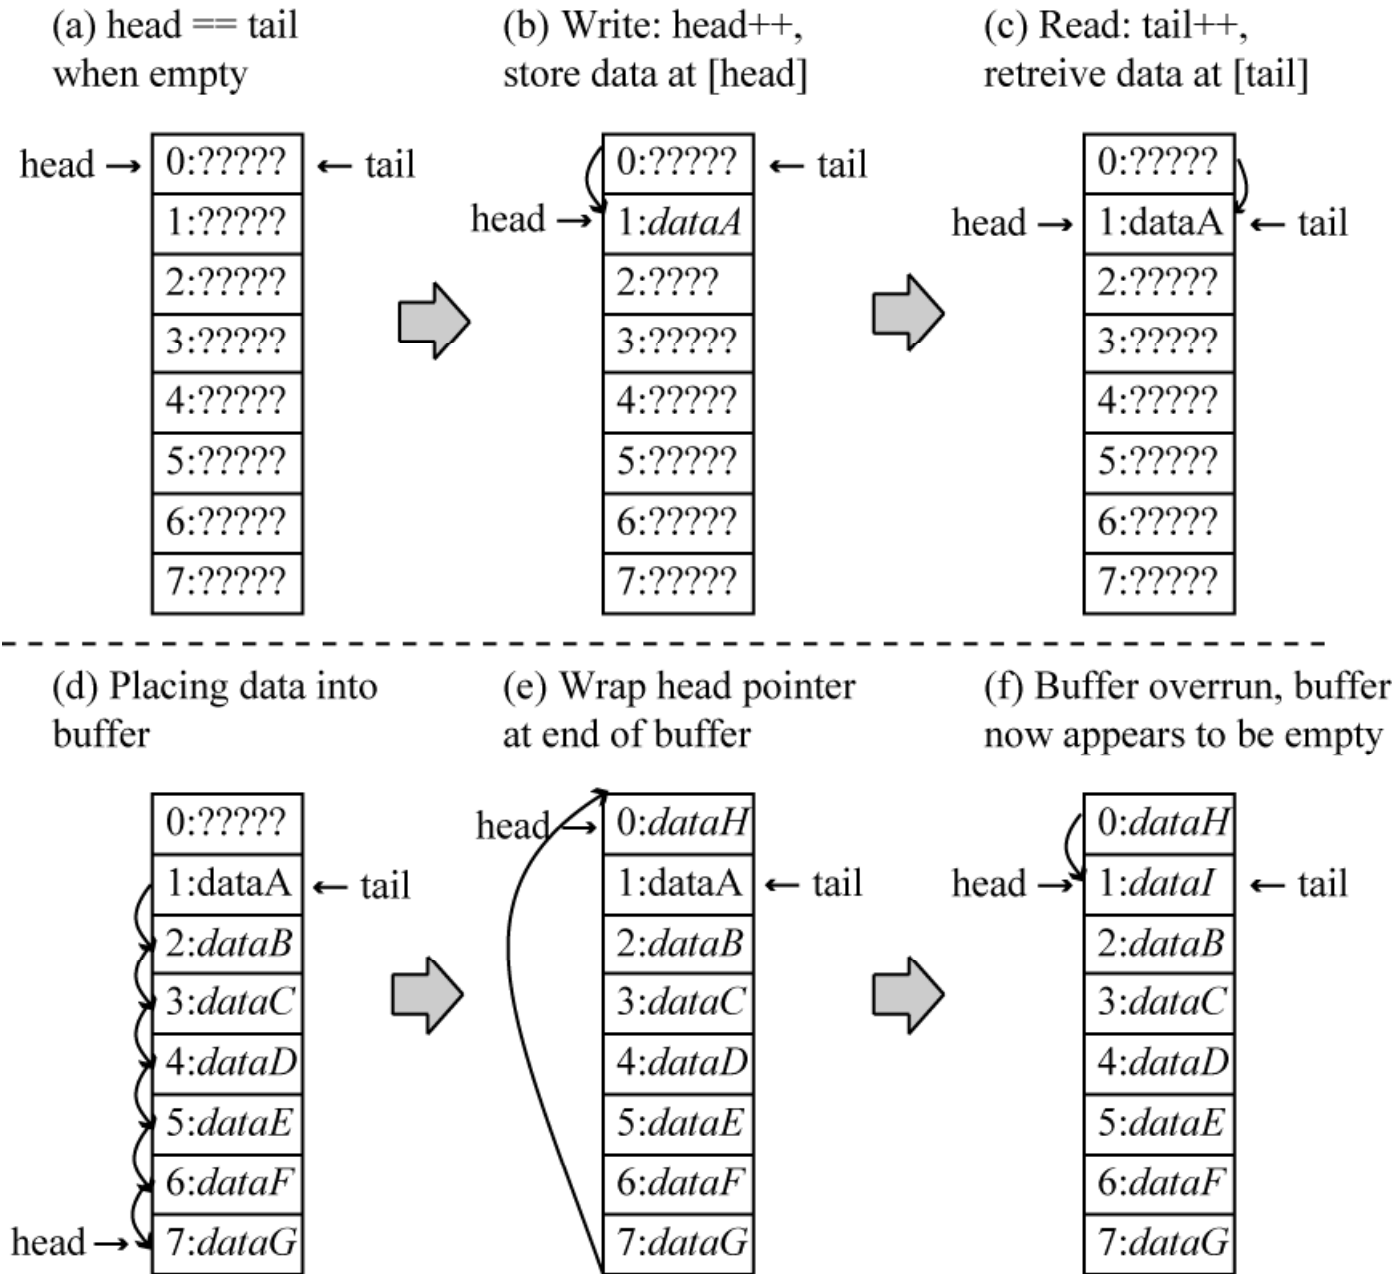 (a) head == tail
when empty
head → 0:????? ← tail
1:?????
2:?????
3:?????
4:?????
5:?????
6:?????
7:?????
(b) Write: head++,
store data at [head]
0:????? ← tail
head → 1:dataA
2:????
3:?????
4:?????
5:?????
6:?????
7:?????
(c) Read: tail++,
retreive data at [tail]
0:?????
head → 1:dataA ← tail
2:?????
3:?????
4:?????
5:?????
6:?????
7:?????
(d) Placing data into
buffer
0:?????
1:dataA ← tail
2:dataB
3:dataC
4:dataD
5:dataE
6:dataF
head → 7:dataG
(e) Wrap head pointer
at end of buffer
head → 0:dataH
1:dataA ← tail
2:dataB
3:dataC
4:dataD
5:dataE
6:dataF
7:dataG
(f) Buffer overrun, buffer
now appears to be empty
0:dataH
head → 1:dataI ← tail
2:dataB
3:dataC
4:dataD
5:dataE
6:dataF
7:dataG